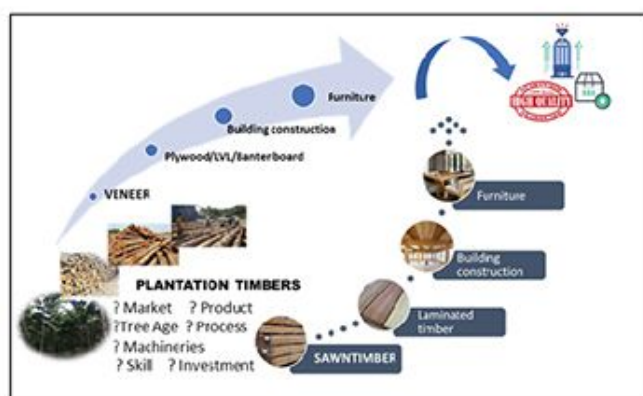 Furniture
Building construction
Plywood/LVL/Banterboard
VENEER
HIGH QUALITY
Furniture
Building
construction
Laminated
timber
SAWNTIMBER
PLANTATION TIMBERS
? Market ? Product
?Tree Age ? Process
? Machineries
? Skill ? Investment